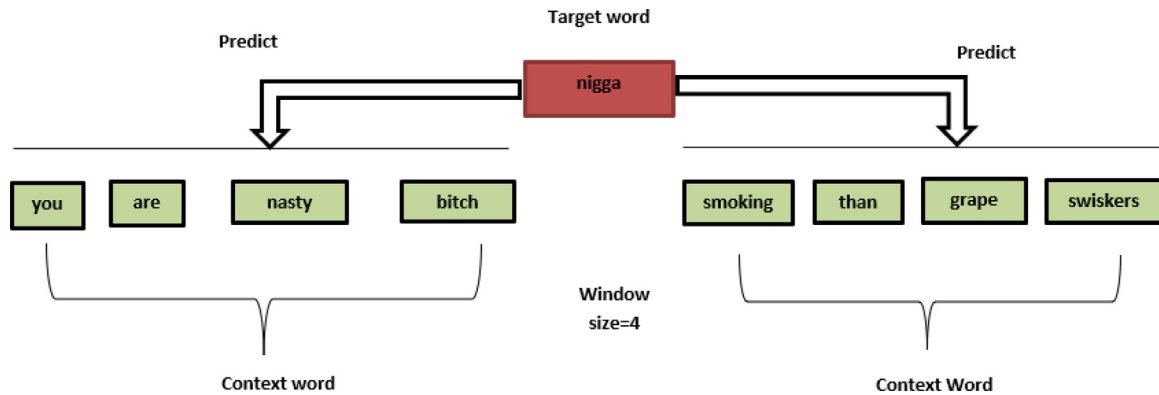 Target word
Predict
Predict
nigga
you are nasty bitch
smoking than grape swiskers
Window
size=4
Context word
Context Word